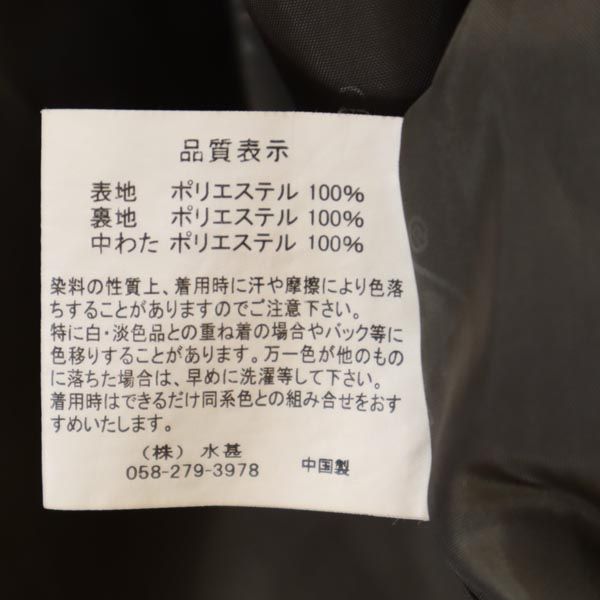 品質表示
表地 ポリエステル 100%
裏地 ポリエステル 100%
中わた ポリエステル 100%
染料の性質上、着用時に汗や摩擦により色落
ちすることがありますのでご注意下さい。
特に白・淡色品との重ね着の場合やバック等に
色移りすることがあります。万一色が他のもの
に落ちた場合は、早めに洗濯等して下さい。
着用時はできるだけ同系色との組み合せをおす
すめいたします。
(株) 水甚
058-279-3978 中国製